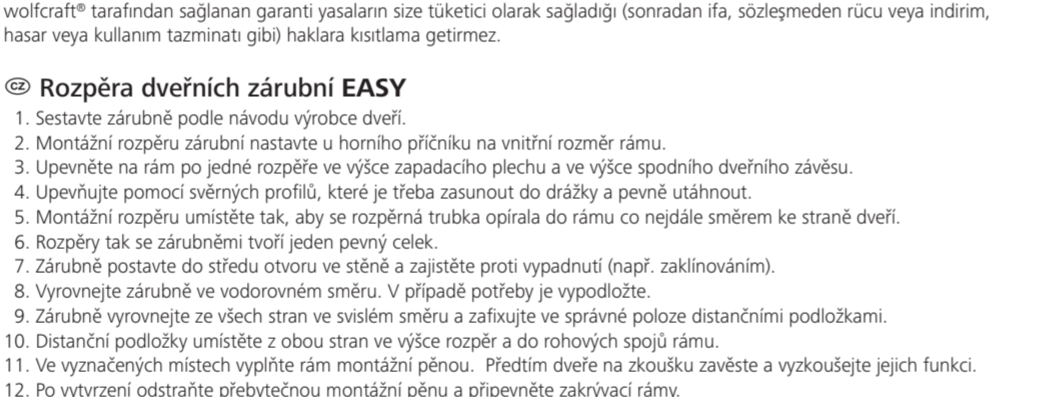 wolfcraft® tarafından sağlanan garanti yasaların size tüketici olarak sağladığı (sonradan ifa, sözleşmeden rücu veya indirim,
hasar veya kullanım tazminatı gibi) haklara kısıtlama getirmez.
CZ Rozpěra dveřních zárubní EASY
1. Sestavte zárubně podle návodu výrobce dveří.
2. Montážní rozpěru zárubní nastavte u horního příčníku na vnitřní rozměr rámu.
3. Upevněte na rám po jedné rozpěře ve výšce zapadacího plechu a ve výšce spodního dveřního závěsu.
4. Upevňujte pomocí svěrných profilů, které je třeba zasunout do drážky a pevně utáhnout.
5. Montážní rozpěru umístěte tak, aby se rozpěrná trubka opírala do rámu co nejdále směrem ke straně dveří.
6. Rozpěry tak se zárubněmi tvoří jeden pevný celek.
7. Zárubně postavte do středu otvoru ve stěně a zajistěte proti vypadnutí (např. zaklínováním).
8. Vyrovnejte zárubně ve vodorovném směru. V případě potřeby je vypodložte.
9. Zárubně vyrovnejte ze všech stran ve svislém směru a zafixujte ve správné poloze distančními podložkami.
10. Distanční podložky umístěte z obou stran ve výšce rozpěr a do rohových spojů rámu.
11. Ve vyznačených místech vyplňte rám montážní pěnou. Předtím dveře na zkoušku zavěste a vyzkoušejte jejich funkci.
12. Po vytvrzení odstraňte přebytečnou montážní pěnu a připevněte zakrývací rámy.